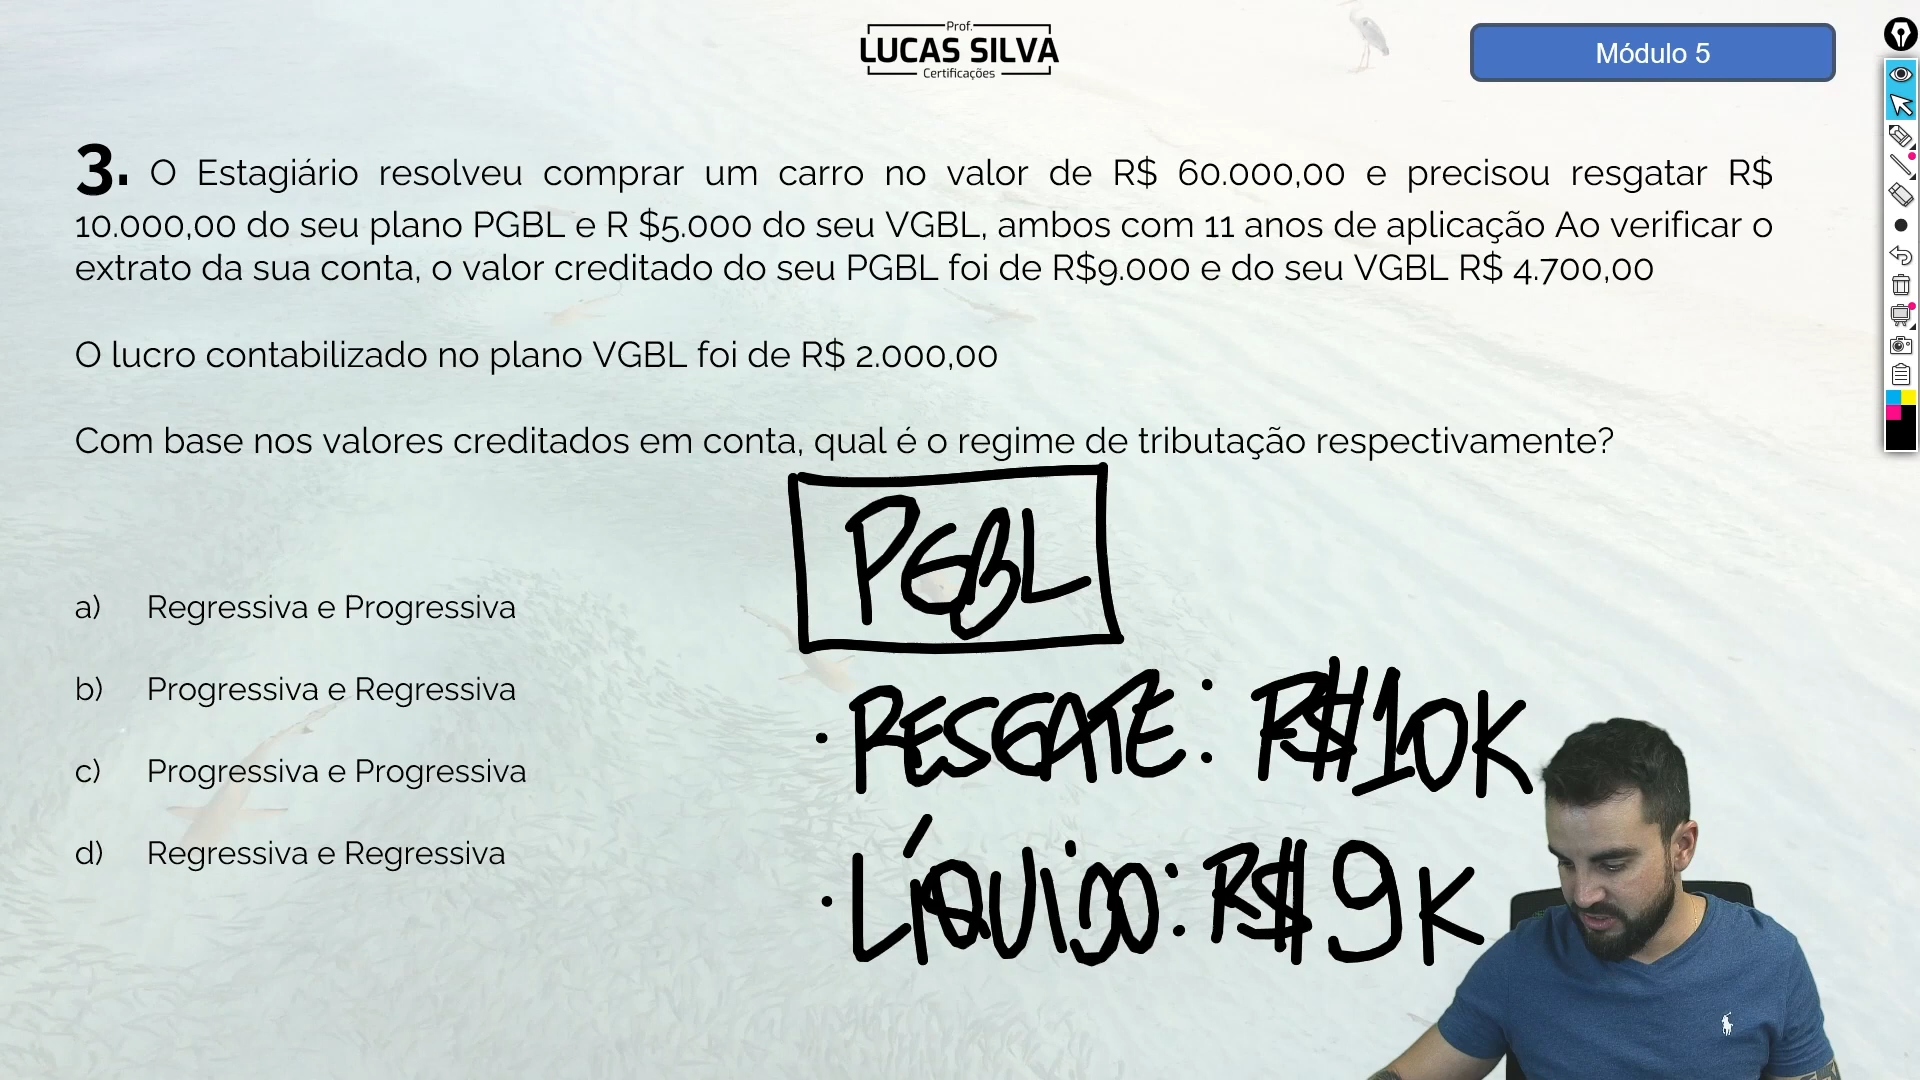 Prof.
LUCAS SILVA
Certificações
Módulo 5
3. O Estagiário resolveu comprar um carro no valor de R$ 60.000,00 e precisou resgatar R$
10.000,00 do seu plano PGBL e R $5.000 do seu VGBL, ambos com 11 anos de aplicação Ao verificar o
extrato da sua conta, o valor creditado do seu PGBL foi de R$9.000 e do seu VGBL R$ 4.700,00
O lucro contabilizado no plano VGBL foi de R$ 2.000,00
Com base nos valores creditados em conta, qual é o regime de tributação respectivamente?
PGBL
a) Regressiva e Progressiva
b) Progressiva e Regressiva
c) Progressiva e Progressiva
d) Regressiva e Regressiva
· RESGATE: R$ 10K
· LÍQUIDO: R$ 9K